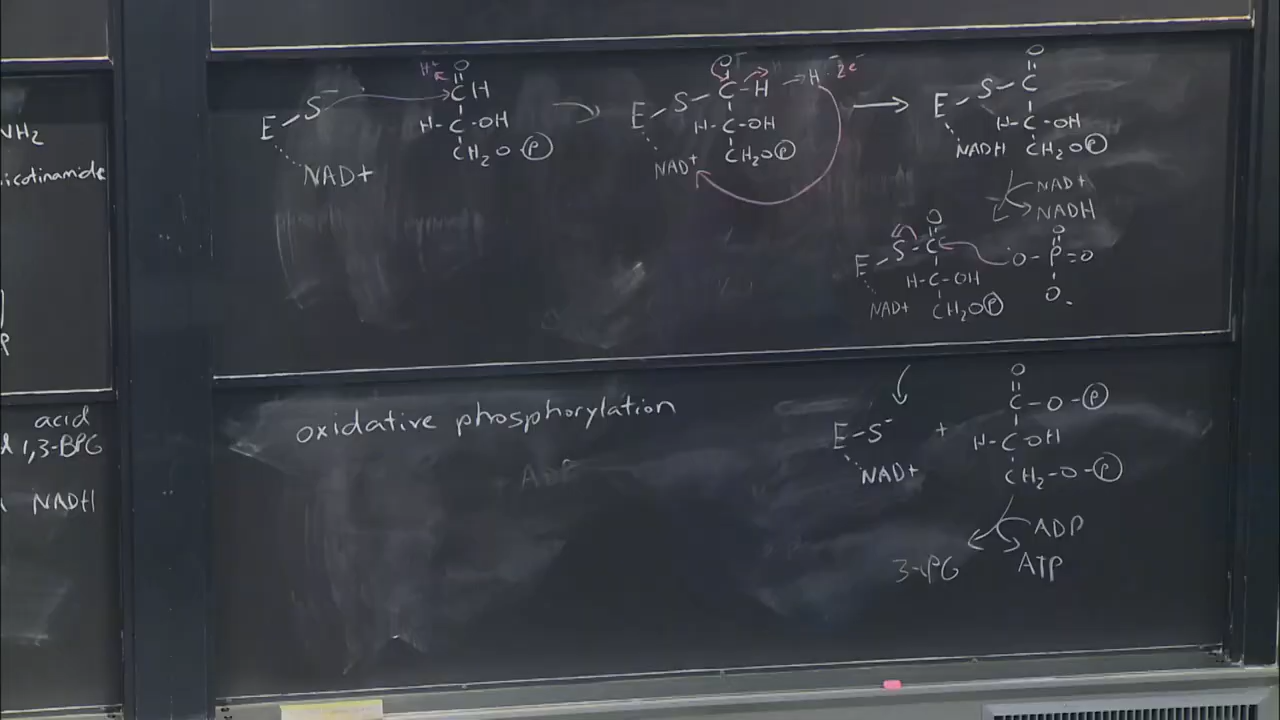 NH2
icotinamide
P
acid
1,3-BPG
NADH
E-S-
NAD+
H+
O
CH
H-C-OH
CH2O P
E-S-C-H → H:- 2e-
O-
H-C-OH
NAD+
CH2O P
E-S-C
O
H-C-OH
NADH
CH2O P
NAD+
NADH
O
E-S-C
H-C-OH
NAD+
CH2O P
O
O-P=O
O-
oxidative phosphorylation
E-S-
NAD+
+
O
C-O-P
H-C-OH
CH2-O-P
ADP
ATP
3-PG